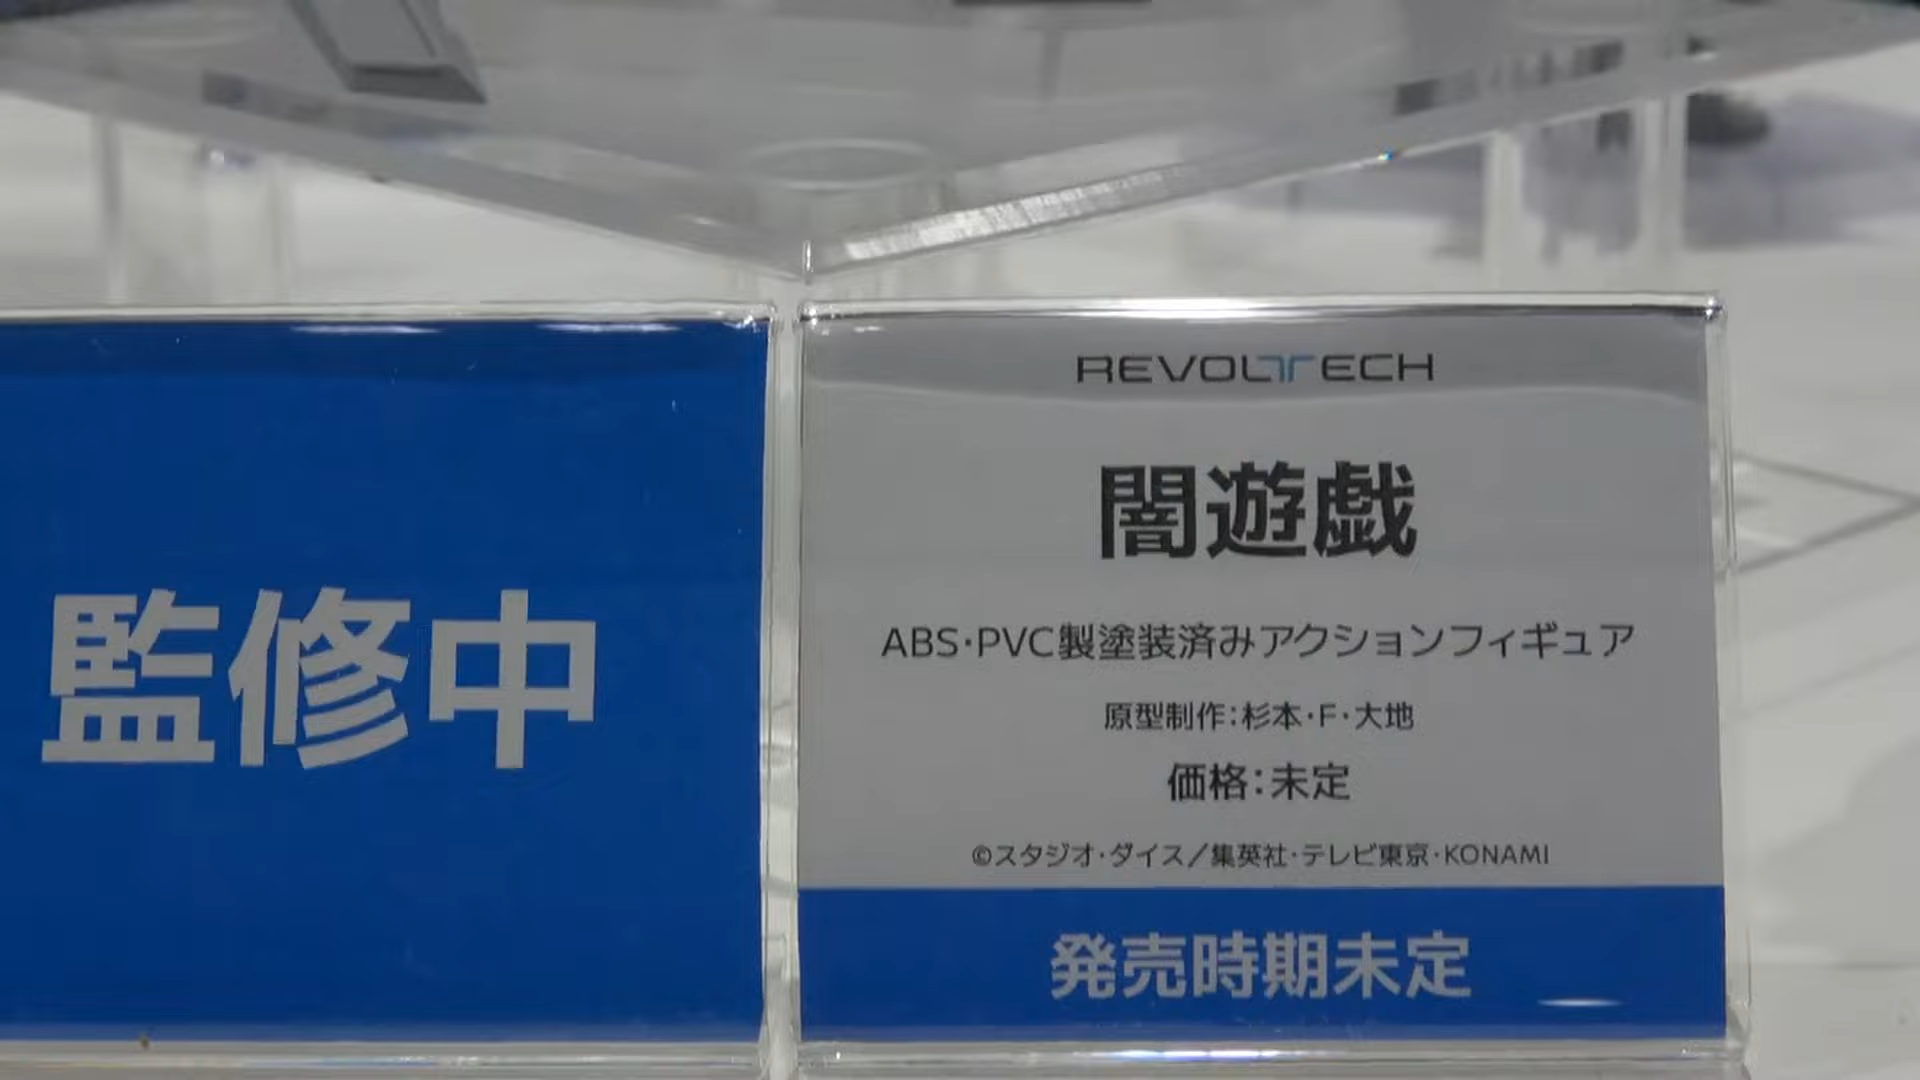 監修中
REVOLTECH
闇遊戯
ABS・PVC製塗装済みアクションフィギュア
原型制作：杉本・F・大地
価格：未定
©スタジオ・ダイス／集英社・テレビ東京・KONAMI
発売時期未定